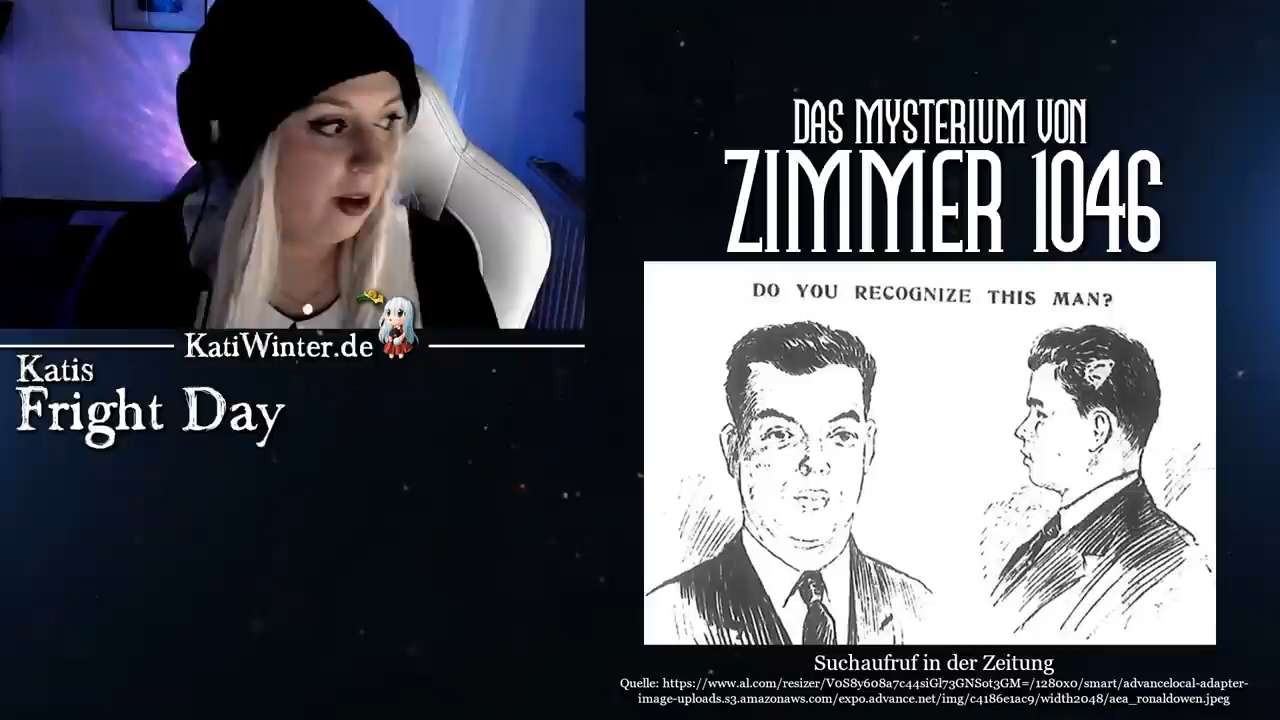 KatiWinter.de
Katis
Fright Day
DAS MYSTERIUM VON
ZIMMER 1046
DO YOU RECOGNIZE THIS MAN?
Suchaufruf in der Zeitung
Quelle: https://www.al.com/resizer/V0S8y608a7c44siGl73GNSot3GM=/1280x0/smart/advancelocal-adapter-
image-uploads.s3.amazonaws.com/expo.advance.net/img/c4186e1ac9/width2048/aea_ronaldowen.jpeg